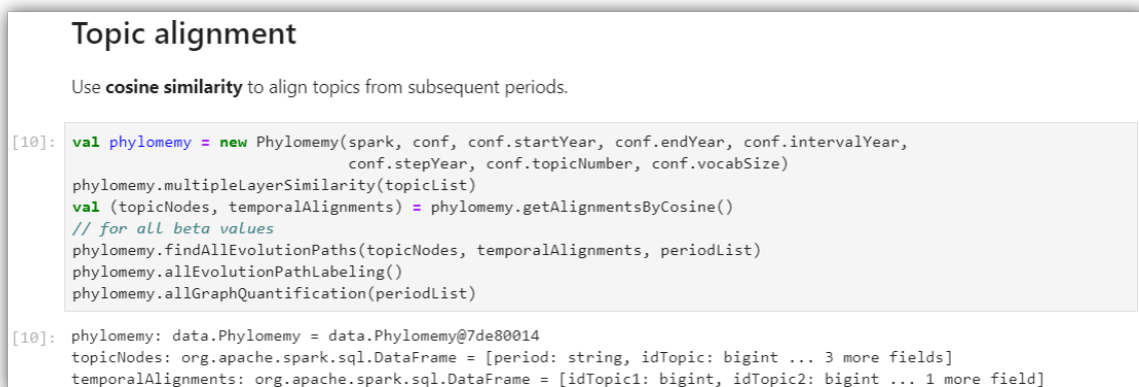 Topic alignment
Use cosine similarity to align topics from subsequent periods.
[10]: val phylomemy = new Phylomemy(spark, conf, conf.startYear, conf.endYear, conf.intervalYear,
conf.stepYear, conf.topicNumber, conf.vocabSize)
phylomemy.multipleLayerSimilarity(topicList)
val (topicNodes, temporalAlignments) = phylomemy.getAlignmentsByCosine()
// for all beta values
phylomemy.findAllEvolutionPaths(topicNodes, temporalAlignments, periodList)
phylomemy.allEvolutionPathLabeling()
phylomemy.allGraphQuantification(periodList)
[10]: phylomemy: data.Phylomemy = data.Phylomemy@7de80014
topicNodes: org.apache.spark.sql.DataFrame = [period: string, idTopic: bigint ... 3 more fields]
temporalAlignments: org.apache.spark.sql.DataFrame = [idTopic1: bigint, idTopic2: bigint ... 1 more field]